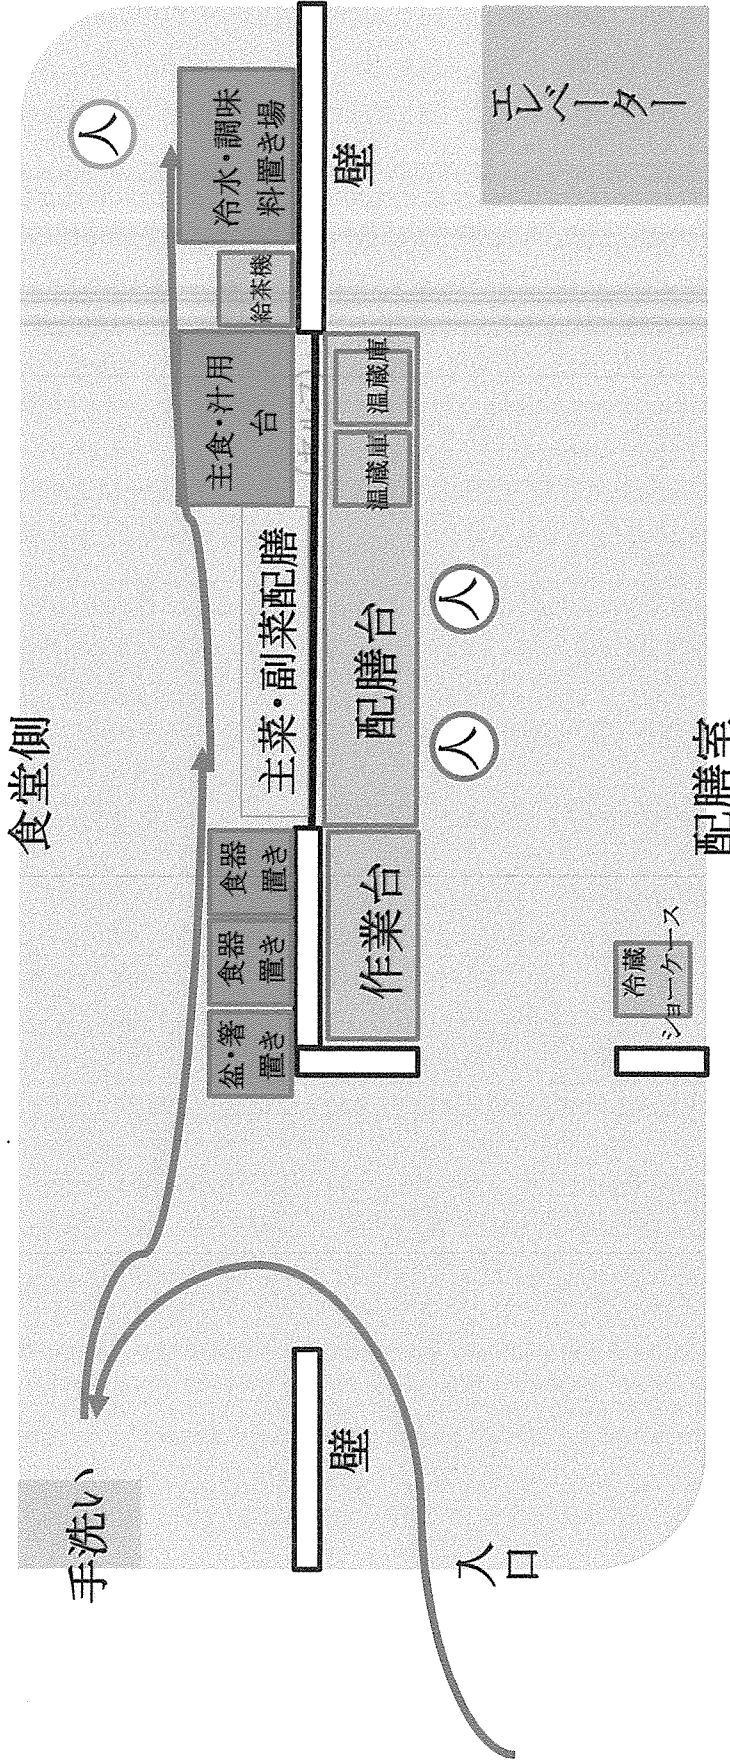 食堂側
手洗い
人
盆・箸
置き
食器
置き
食器
置き
主菜・副菜配膳
主食・汁用
台
給茶機
冷水・調味
料置き場
壁
壁
作業台
配膳台
温蔵庫
温蔵庫
人
人
入口
冷蔵
ショーケース
エレベーター
配膳室